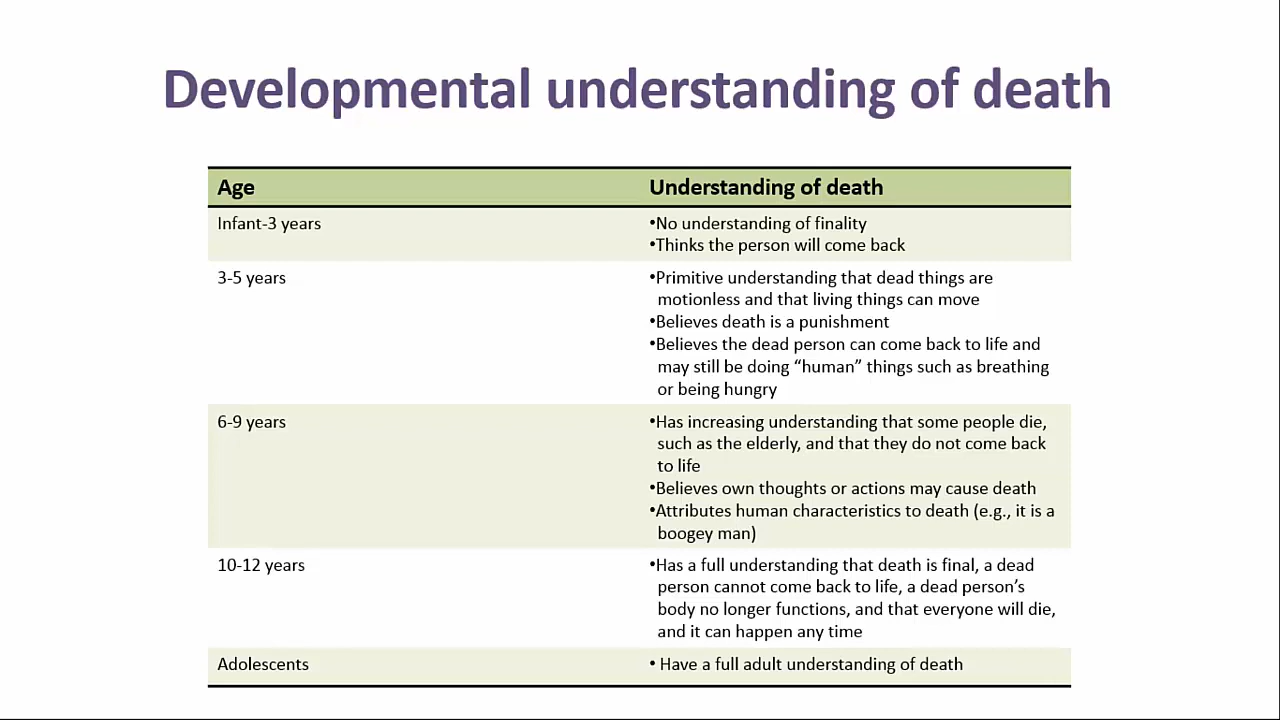 Developmental understanding of death
Age Understanding of death
Infant-3 years •No understanding of finality
•Thinks the person will come back
3-5 years •Primitive understanding that dead things are
motionless and that living things can move
•Believes death is a punishment
•Believes the dead person can come back to life and
may still be doing “human” things such as breathing
or being hungry
6-9 years •Has increasing understanding that some people die,
such as the elderly, and that they do not come back
to life
•Believes own thoughts or actions may cause death
•Attributes human characteristics to death (e.g., it is a
boogey man)
10-12 years •Has a full understanding that death is final, a dead
person cannot come back to life, a dead person’s
body no longer functions, and that everyone will die,
and it can happen any time
Adolescents • Have a full adult understanding of death